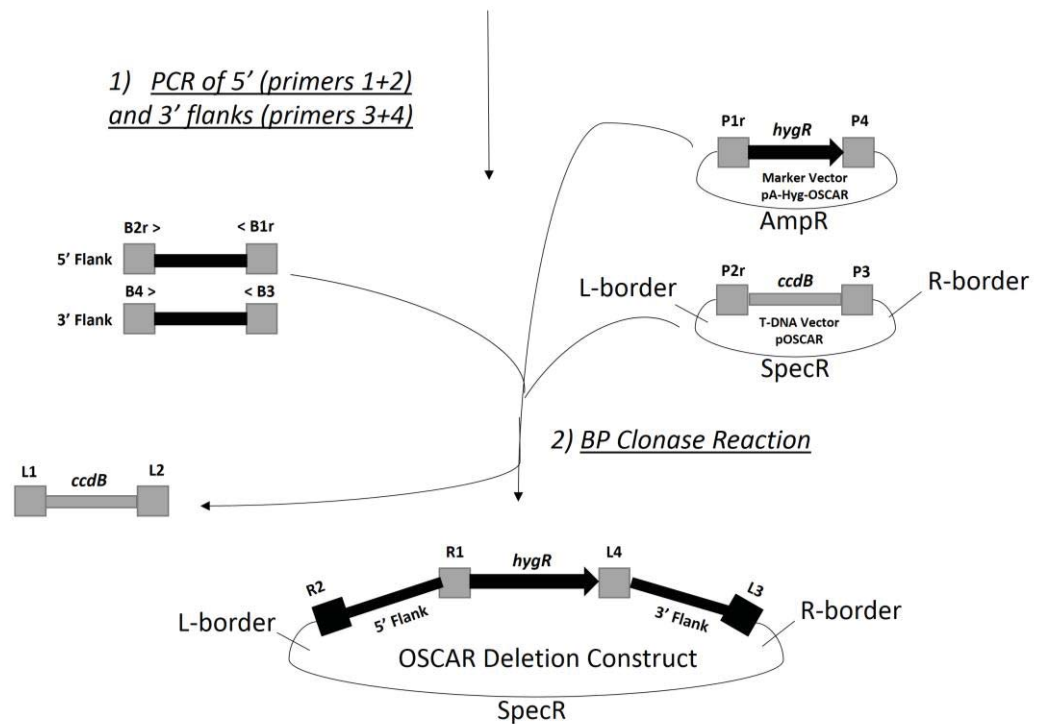 1) PCR of 5’ (primers 1+2)
and 3’ flanks (primers 3+4)
P1r hygR P4
Marker Vector
pA-Hyg-OSCAR
AmpR
B2r > < B1r
5’ Flank
B4 > < B3
3’ Flank
P2r ccdB P3
L-border R-border
T-DNA Vector
pOSCAR
SpecR
2) BP Clonase Reaction
L1 ccdB L2
R2 R1 hygR L4 L3
5’ Flank 3’ Flank
L-border R-border
OSCAR Deletion Construct
SpecR